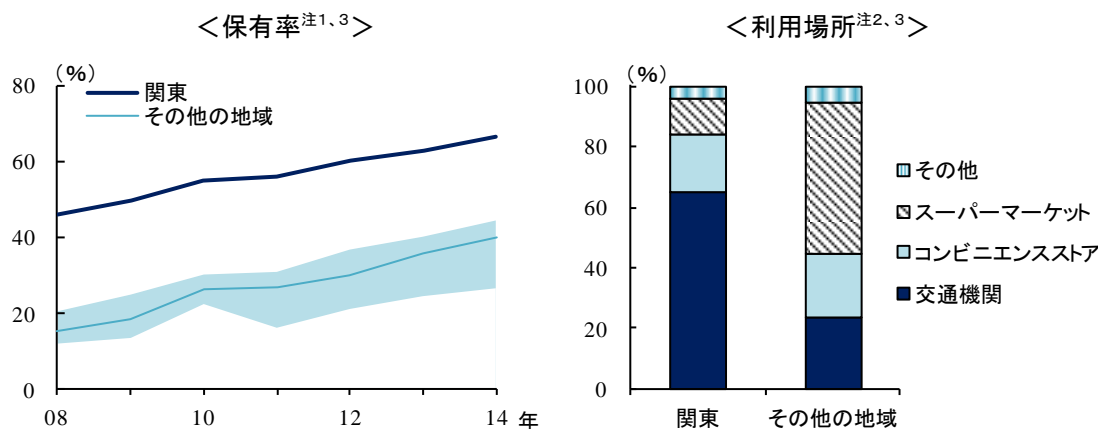 ＜保有率注1、3＞
（％）
80
60
40
20
0
関東
その他の地域
08
10
12
14
年
＜利用場所注2、3＞
（％）
100
80
60
40
20
0
関東
その他の地域
その他
スーパーマーケット
コンビニエンスストア
交通機関